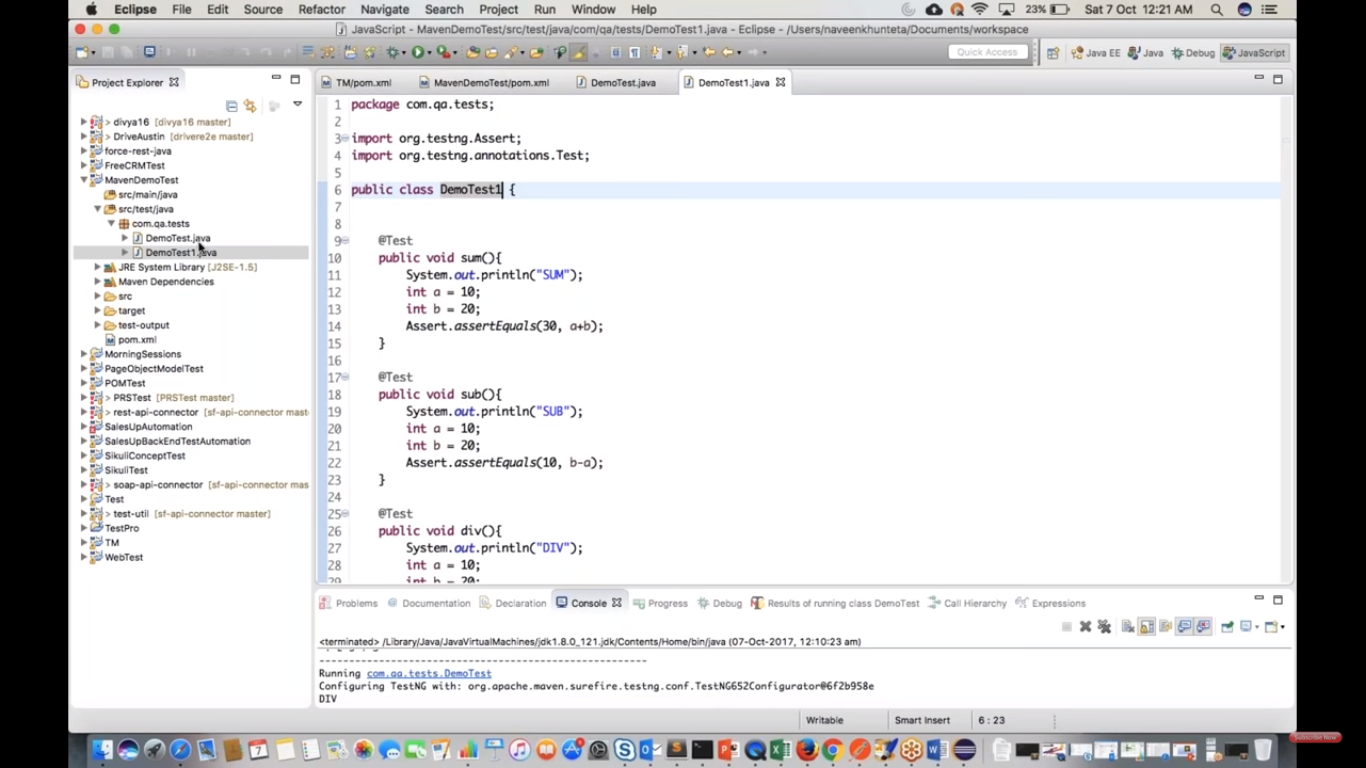 Eclipse File Edit Source Refactor Navigate Search Project Run Window Help 23% Sat 7 Oct 12:21 AM
JavaScript - MavenDemoTest/src/test/java/com/qa/tests/DemoTest1.java - Eclipse - /Users/naveenkhunteta/Documents/workspace
Quick Access Java EE Java Debug JavaScript
Project Explorer
> divya16 [divya16 master]
> DriveAustin [drivere2e master]
force-rest-java
FreeCRMTest
MavenDemoTest
src/main/java
src/test/java
com.qa.tests
DemoTest.java
DemoTest1.java
JRE System Library [J2SE-1.5]
Maven Dependencies
src
target
test-output
pom.xml
MorningSessions
PageObjectModelTest
POMTest
> PRSTest [PRSTest master]
> rest-api-connector [sf-api-connector mast
SalesUpAutomation
SalesUpBackEndTestAutomation
SikuliConceptTest
SikuliTest
> soap-api-connector [sf-api-connector mas
Test
> test-util [sf-api-connector master]
TestPro
TM
WebTest
TM/pom.xml MavenDemoTest/pom.xml DemoTest.java DemoTest1.java
1 package com.qa.tests;
2
3 import org.testng.Assert;
4 import org.testng.annotations.Test;
5
6 public class DemoTest1 {
7
8
9 @Test
10 public void sum(){
11 System.out.println("SUM");
12 int a = 10;
13 int b = 20;
14 Assert.assertEquals(30, a+b);
15 }
16
17 @Test
18 public void sub(){
19 System.out.println("SUB");
20 int a = 10;
21 int b = 20;
22 Assert.assertEquals(10, b-a);
23 }
24
25 @Test
26 public void div(){
27 System.out.println("DIV");
28 int a = 10;
29 int b = 20;
Problems Documentation Declaration Console Progress Debug Results of running class DemoTest Call Hierarchy Expressions
<terminated> /Library/Java/JavaVirtualMachines/jdk1.8.0_121.jdk/Contents/Home/bin/java (07-Oct-2017, 12:10:23 am)
-------------------------------------------------------
Running com.qa.tests.DemoTest
Configuring TestNG with: org.apache.maven.surefire.testng.conf.TestNG652Configurator@6f2b958e
DIV
Writable Smart Insert 6 : 23
7
Subscribe Now